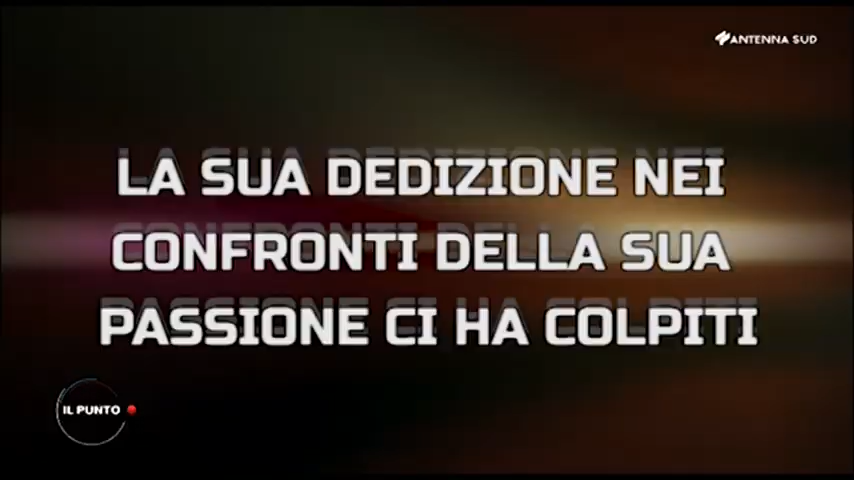 ANTENNA SUD
LA SUA DEDIZIONE NEI
CONFRONTI DELLA SUA
PASSIONE CI HA COLPITI
IL PUNTO